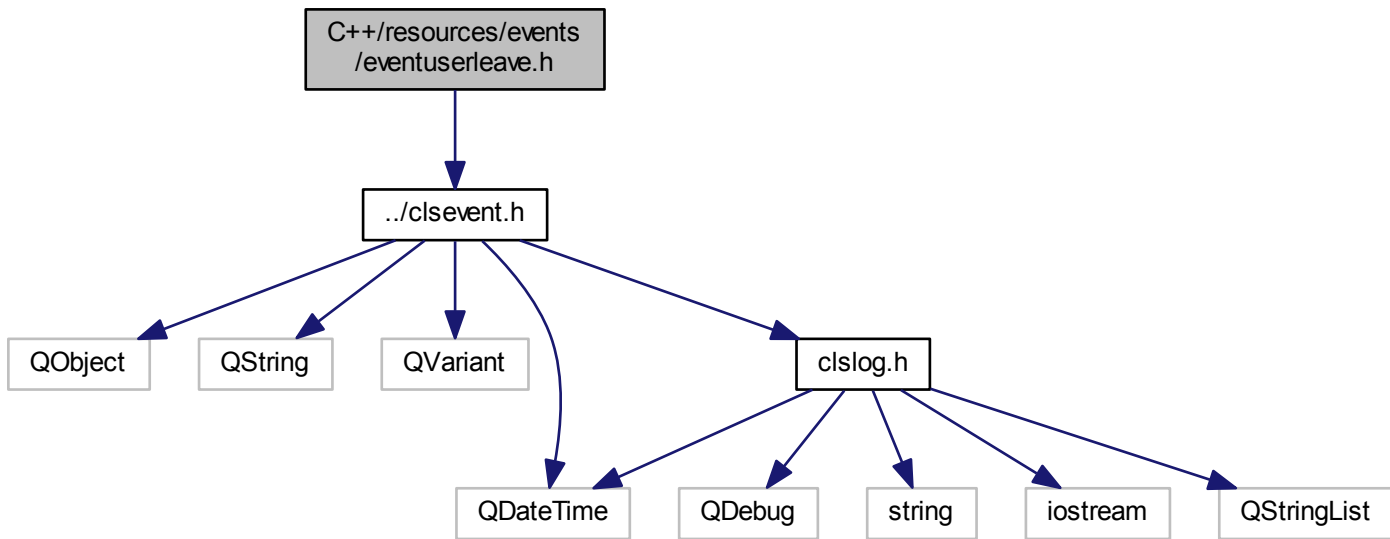 C++/resources/events
/eventuserleave.h
../clsevent.h
QObject
QString
QVariant
clslog.h
QDateTime
QDebug
string
iostream
QStringList